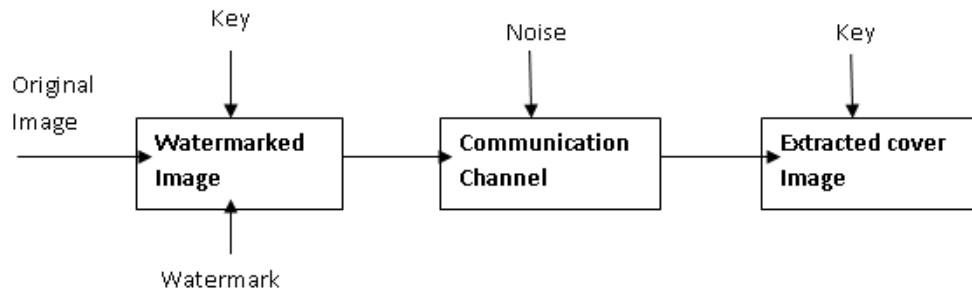 Key
Noise
Key
Original
Image
Watermarked
Image
Communication
Channel
Extracted cover
Image
Watermark